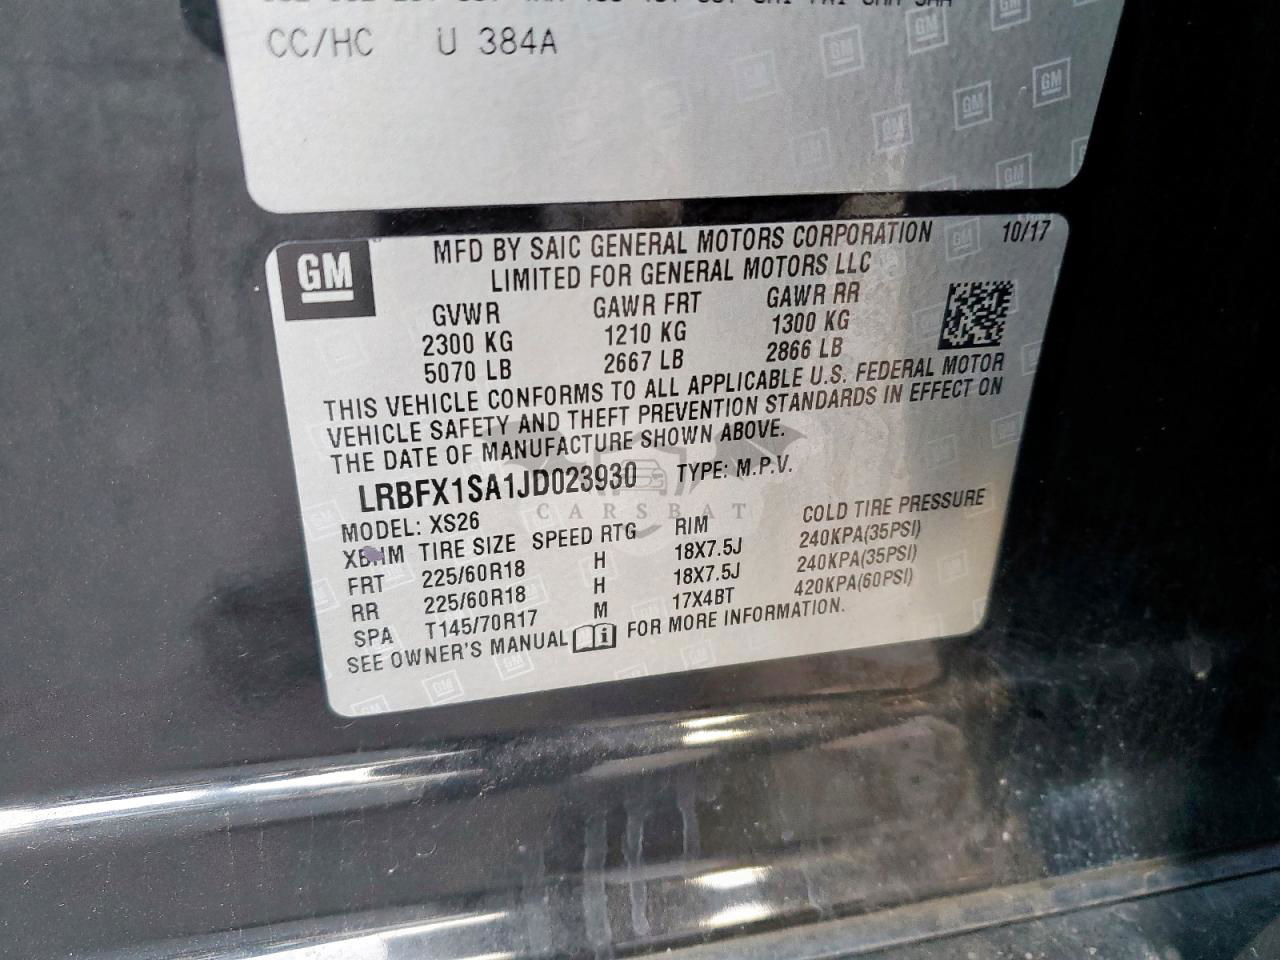 CC/HC U 384A
GM
MFD BY SAIC GENERAL MOTORS CORPORATION 10/17
LIMITED FOR GENERAL MOTORS LLC
GVWR GAWR FRT GAWR RR
2300 KG 1210 KG 1300 KG
5070 LB 2667 LB 2866 LB
THIS VEHICLE CONFORMS TO ALL APPLICABLE U.S. FEDERAL MOTOR
VEHICLE SAFETY AND THEFT PREVENTION STANDARDS IN EFFECT ON
THE DATE OF MANUFACTURE SHOWN ABOVE.
LRBFX1SA1JD023930 TYPE: M.P.V.
CARSBAT
MODEL: XS26
TIRE SIZE SPEED RTG RIM COLD TIRE PRESSURE
FRT 225/60R18 H 18X7.5J 240KPA(35PSI)
RR 225/60R18 H 18X7.5J 240KPA(35PSI)
SPA T145/70R17 M 17X4BT 420KPA(60PSI)
SEE OWNER'S MANUAL FOR MORE INFORMATION.